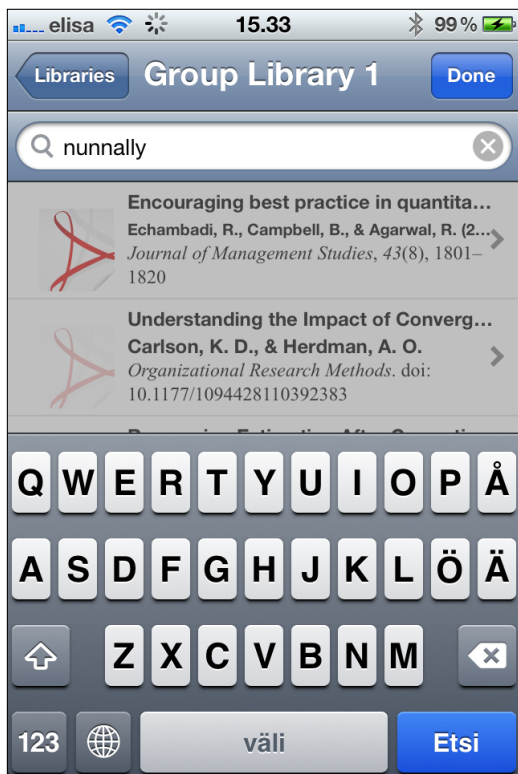 elisa 15.33 99 %
Libraries Group Library 1 Done
nunnally
Encouraging best practice in quantita...
Echambadi, R., Campbell, B., & Agarwal, R. (2...
Journal of Management Studies, 43(8), 1801–
1820
Understanding the Impact of Converg...
Carlson, K. D., & Herdman, A. O.
Organizational Research Methods. doi:
10.1177/1094428110392383
Q W E R T Y U I O P Å
A S D F G H J K L Ö Ä
Z X C V B N M
123 väli Etsi